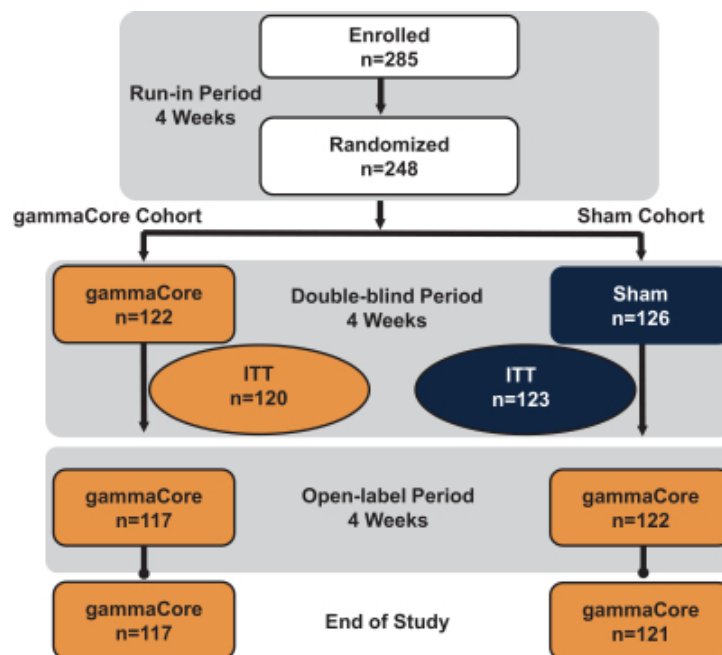 Enrolled
n=285
Run-in Period
4 Weeks
Randomized
n=248
gammaCore Cohort
Sham Cohort
gammaCore
n=122
Double-blind Period
4 Weeks
Sham
n=126
ITT
n=120
ITT
n=123
gammaCore
n=117
Open-label Period
4 Weeks
gammaCore
n=122
gammaCore
n=117
End of Study
gammaCore
n=121